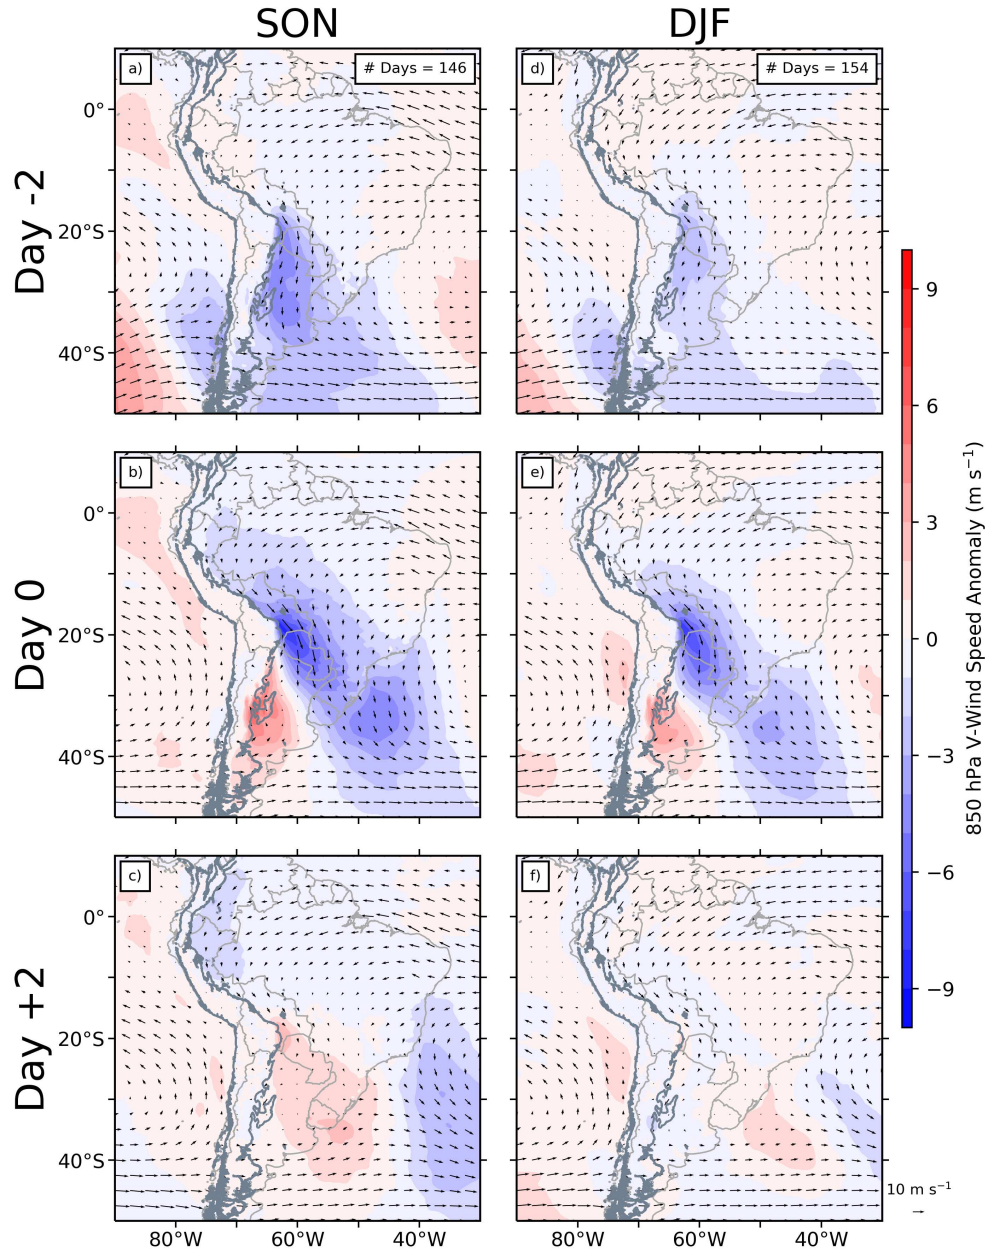 SON
DJF
Day -2
a)
# Days = 146
d)
# Days = 154
0°
20°S
40°S
Day 0
b)
e)
0°
20°S
40°S
Day +2
c)
f)
0°
20°S
40°S
80°W
60°W
40°W
80°W
60°W
40°W
9
6
3
0
−3
−6
−9
850 hPa V-Wind Speed Anomaly (m s⁻¹)
10 m s⁻¹